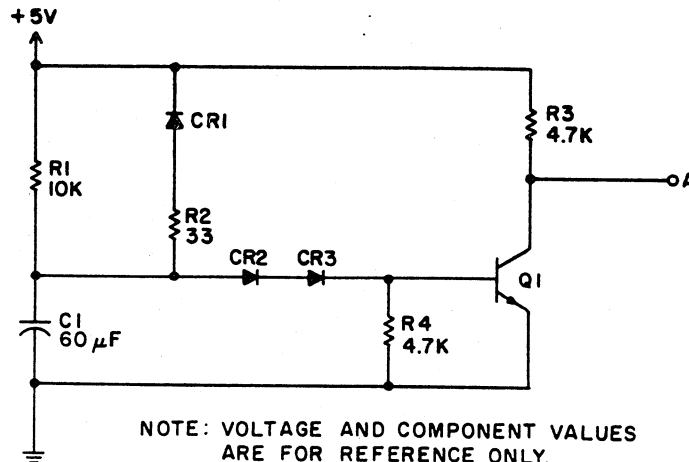 +5V
CR1
R3
4.7K
A
R1
10K
R2
33
CR2
CR3
Q1
C1
60 µF
R4
4.7K
NOTE: VOLTAGE AND COMPONENT VALUES
ARE FOR REFERENCE ONLY.